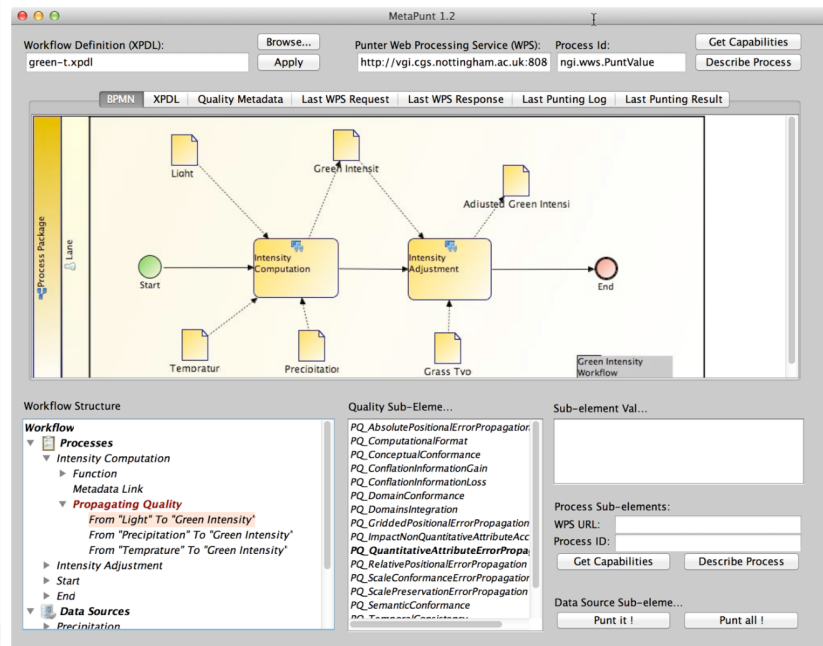 MetaPunt 1.2
Workflow Definition (XPDL):
Browse...
Punter Web Processing Service (WPS):
Process Id:
Get Capabilities
green-t.xpdl
Apply
http://vgi.cgs.nottingham.ac.uk:808
ngi.wws.PuntValue
Describe Process
BPMN
XPDL
Quality Metadata
Last WPS Request
Last WPS Response
Last Punting Log
Last Punting Result
Process Package
Lane
Light
Green Intensit
Adjusted Green Intensi
Intensity
Computation
Intensity
Adjustment
Start
End
Tempratur
Precipitation
Grass Typ
Green Intensity
Workflow
Workflow Structure
Workflow
Processes
Intensity Computation
Function
Metadata Link
Propagating Quality
From "Light" To "Green Intensity"
From "Precipitation" To "Green Intensity"
From "Temprature" To "Green Intensity"
Intensity Adjustment
Start
End
Data Sources
Precipitation
Quality Sub-Eleme...
PQ_AbsolutePositionalErrorPropagation
PQ_ComputationalFormat
PQ_ConceptualConformance
PQ_ConflationInformationGain
PQ_ConflationInformationLoss
PQ_DomainConformance
PQ_DomainsIntegration
PQ_GriddedPositionalErrorPropagation
PQ_ImpactNonQuantitativeAttributeAcc
PQ_QuantitativeAttributeErrorPropa
PQ_RelativePositionalErrorPropagation
PQ_ScaleConformanceErrorPropagation
PQ_ScalePreservationErrorPropagation
PQ_SemanticConformance
PQ_TemporalConsistency
Sub-element Val...
Process Sub-elements:
WPS URL:
Process ID:
Get Capabilities
Describe Process
Data Source Sub-eleme...
Punt it !
Punt all !